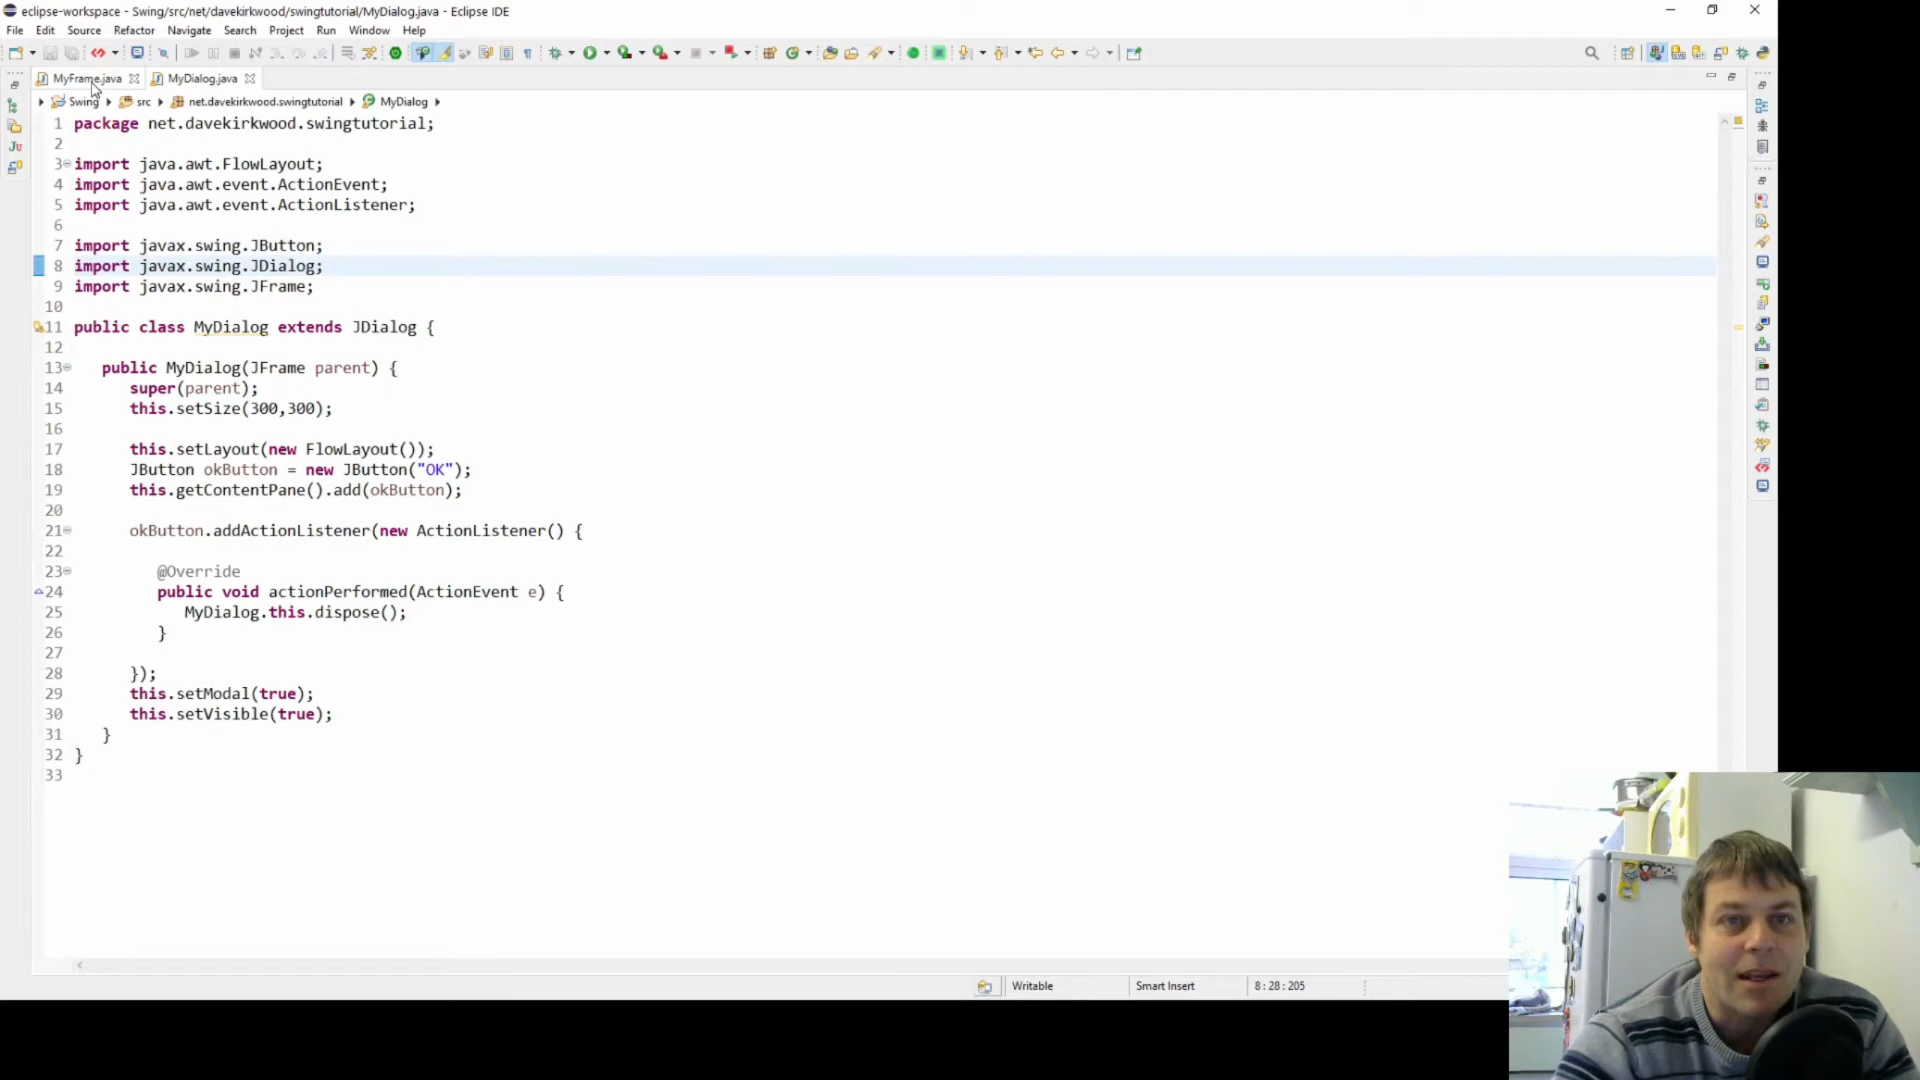 eclipse-workspace - Swing/src/net/davekirkwood/swingtutorial/MyDialog.java - Eclipse IDE
File Edit Source Refactor Navigate Search Project Run Window Help
MyFrame.java MyDialog.java
Swing src net.davekirkwood.swingtutorial MyDialog
1 package net.davekirkwood.swingtutorial;
2
3 import java.awt.FlowLayout;
4 import java.awt.event.ActionEvent;
5 import java.awt.event.ActionListener;
6
7 import javax.swing.JButton;
8 import javax.swing.JDialog;
9 import javax.swing.JFrame;
10
11 public class MyDialog extends JDialog {
12
13 public MyDialog(JFrame parent) {
14 super(parent);
15 this.setSize(300,300);
16
17 this.setLayout(new FlowLayout());
18 JButton okButton = new JButton("OK");
19 this.getContentPane().add(okButton);
20
21 okButton.addActionListener(new ActionListener() {
22
23 @Override
24 public void actionPerformed(ActionEvent e) {
25 MyDialog.this.dispose();
26 }
27
28 });
29 this.setModal(true);
30 this.setVisible(true);
31 }
32 }
33
Writable Smart Insert 8 : 28 : 205